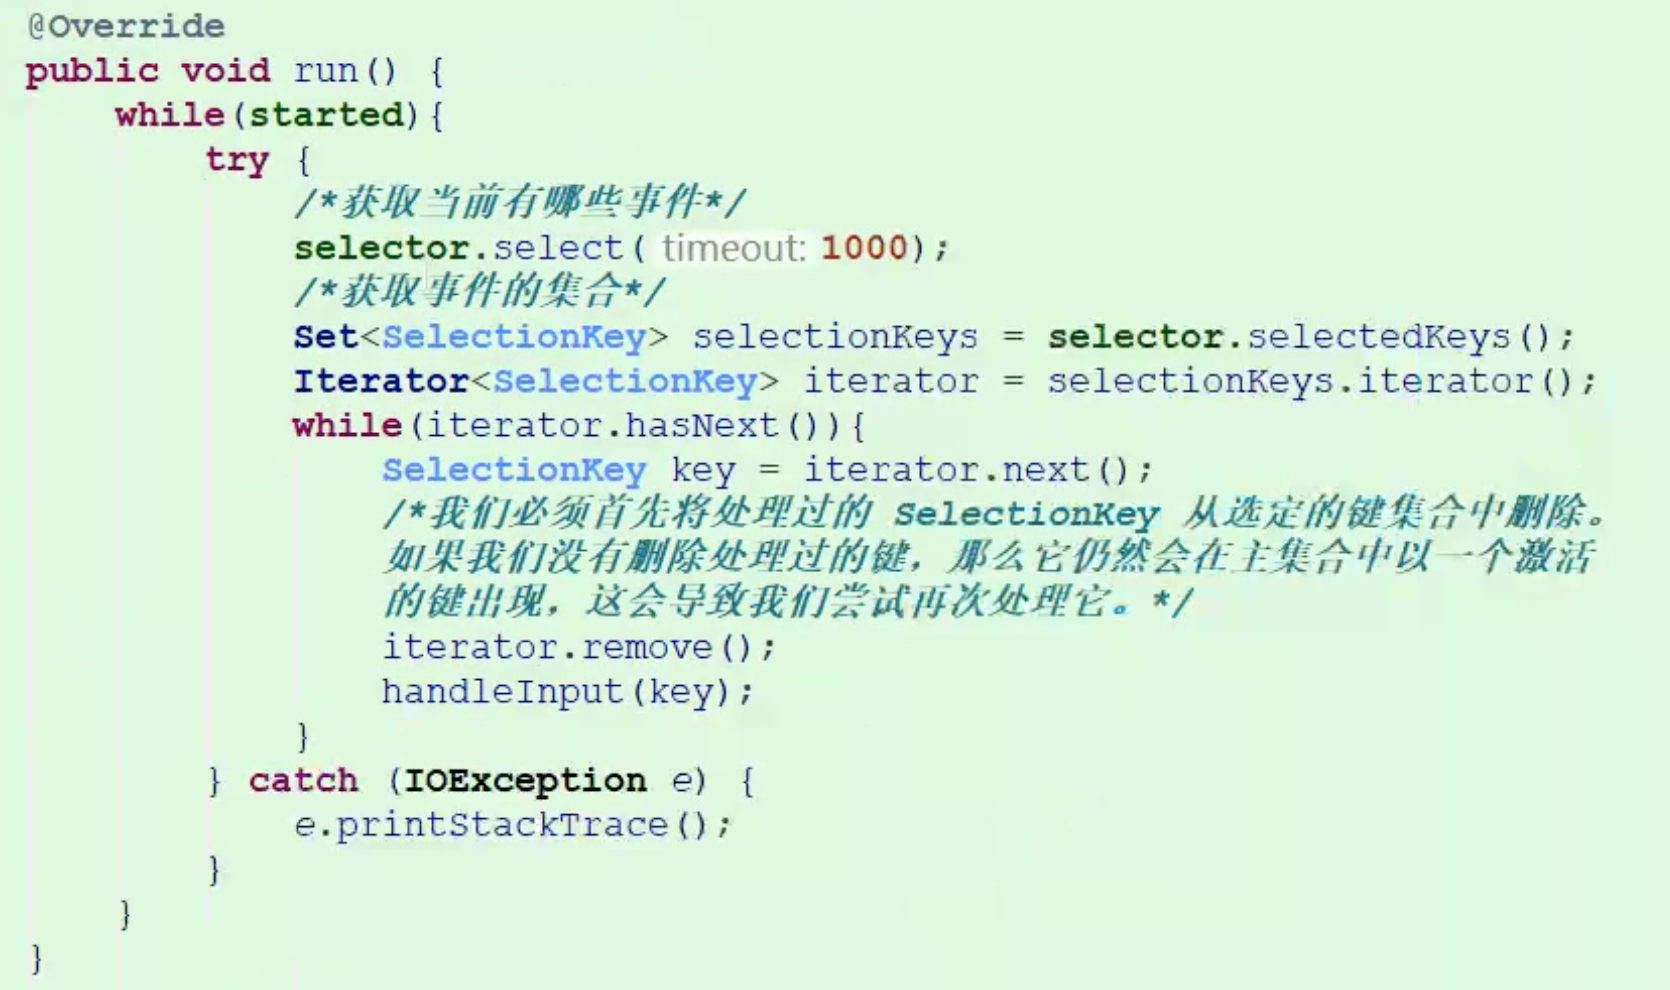 @Override
public void run() {
while(started){
try {
/*获取当前有哪些事件*/
selector.select( timeout: 1000);
/*获取事件的集合*/
Set<SelectionKey> selectionKeys = selector.selectedKeys();
Iterator<SelectionKey> iterator = selectionKeys.iterator();
while(iterator.hasNext()){
SelectionKey key = iterator.next();
/*我们必须首先将处理过的 SelectionKey 从选定的键集合中删除。
如果我们没有删除处理过的键，那么它仍然会在主集合中以一个激活
的键出现，这会导致我们尝试再次处理它。*/
iterator.remove();
handleInput(key);
}
} catch (IOException e) {
e.printStackTrace();
}
}
}